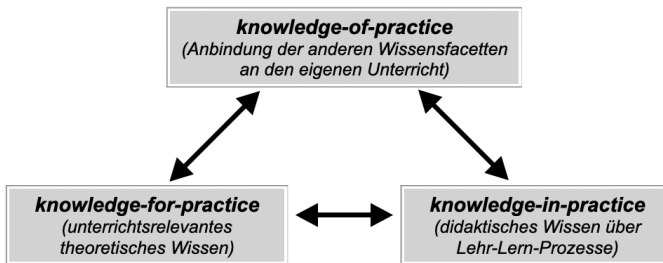 knowledge-of-practice
(Anbindung der anderen Wissensfacetten
an den eigenen Unterricht)
knowledge-for-practice
(unterrichtsrelevantes
theoretisches Wissen)
knowledge-in-practice
(didaktisches Wissen über
Lehr-Lern-Prozesse)